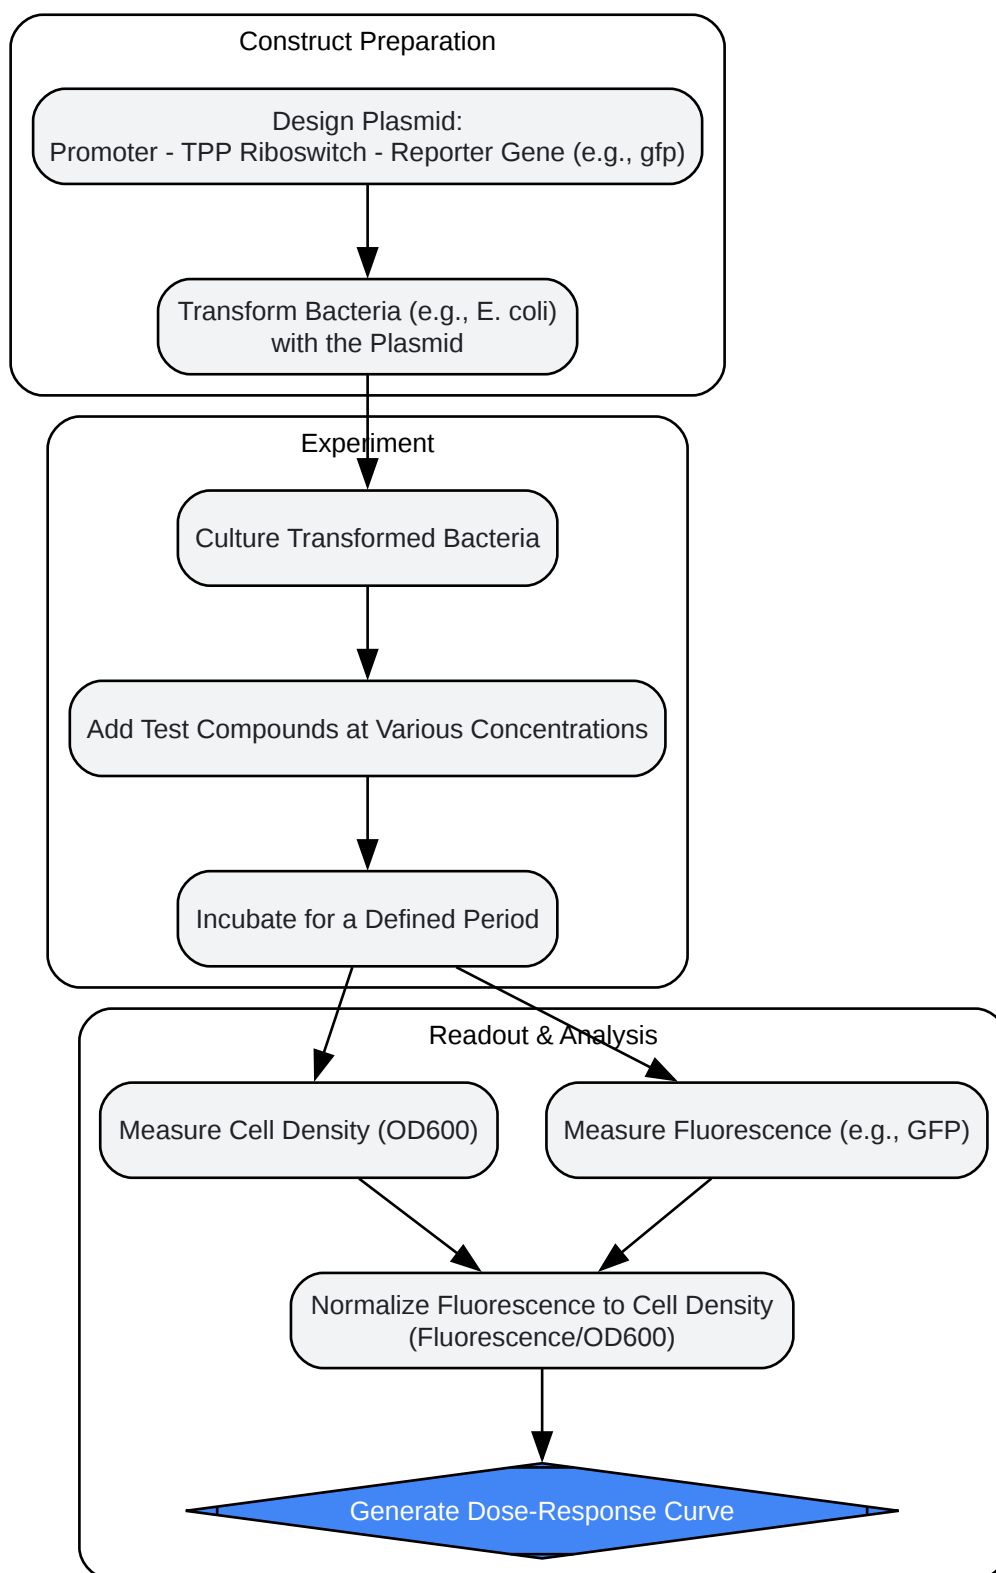 Construct Preparation
Design Plasmid:
Promoter - TPP Riboswitch - Reporter Gene (e.g., gfp)
Transform Bacteria (e.g., E. coli)
with the Plasmid
Experiment
Culture Transformed Bacteria
Add Test Compounds at Various Concentrations
Incubate for a Defined Period
Readout & Analysis
Measure Cell Density (OD600)
Measure Fluorescence (e.g., GFP)
Normalize Fluorescence to Cell Density
(Fluorescence/OD600)
Generate Dose-Response Curve